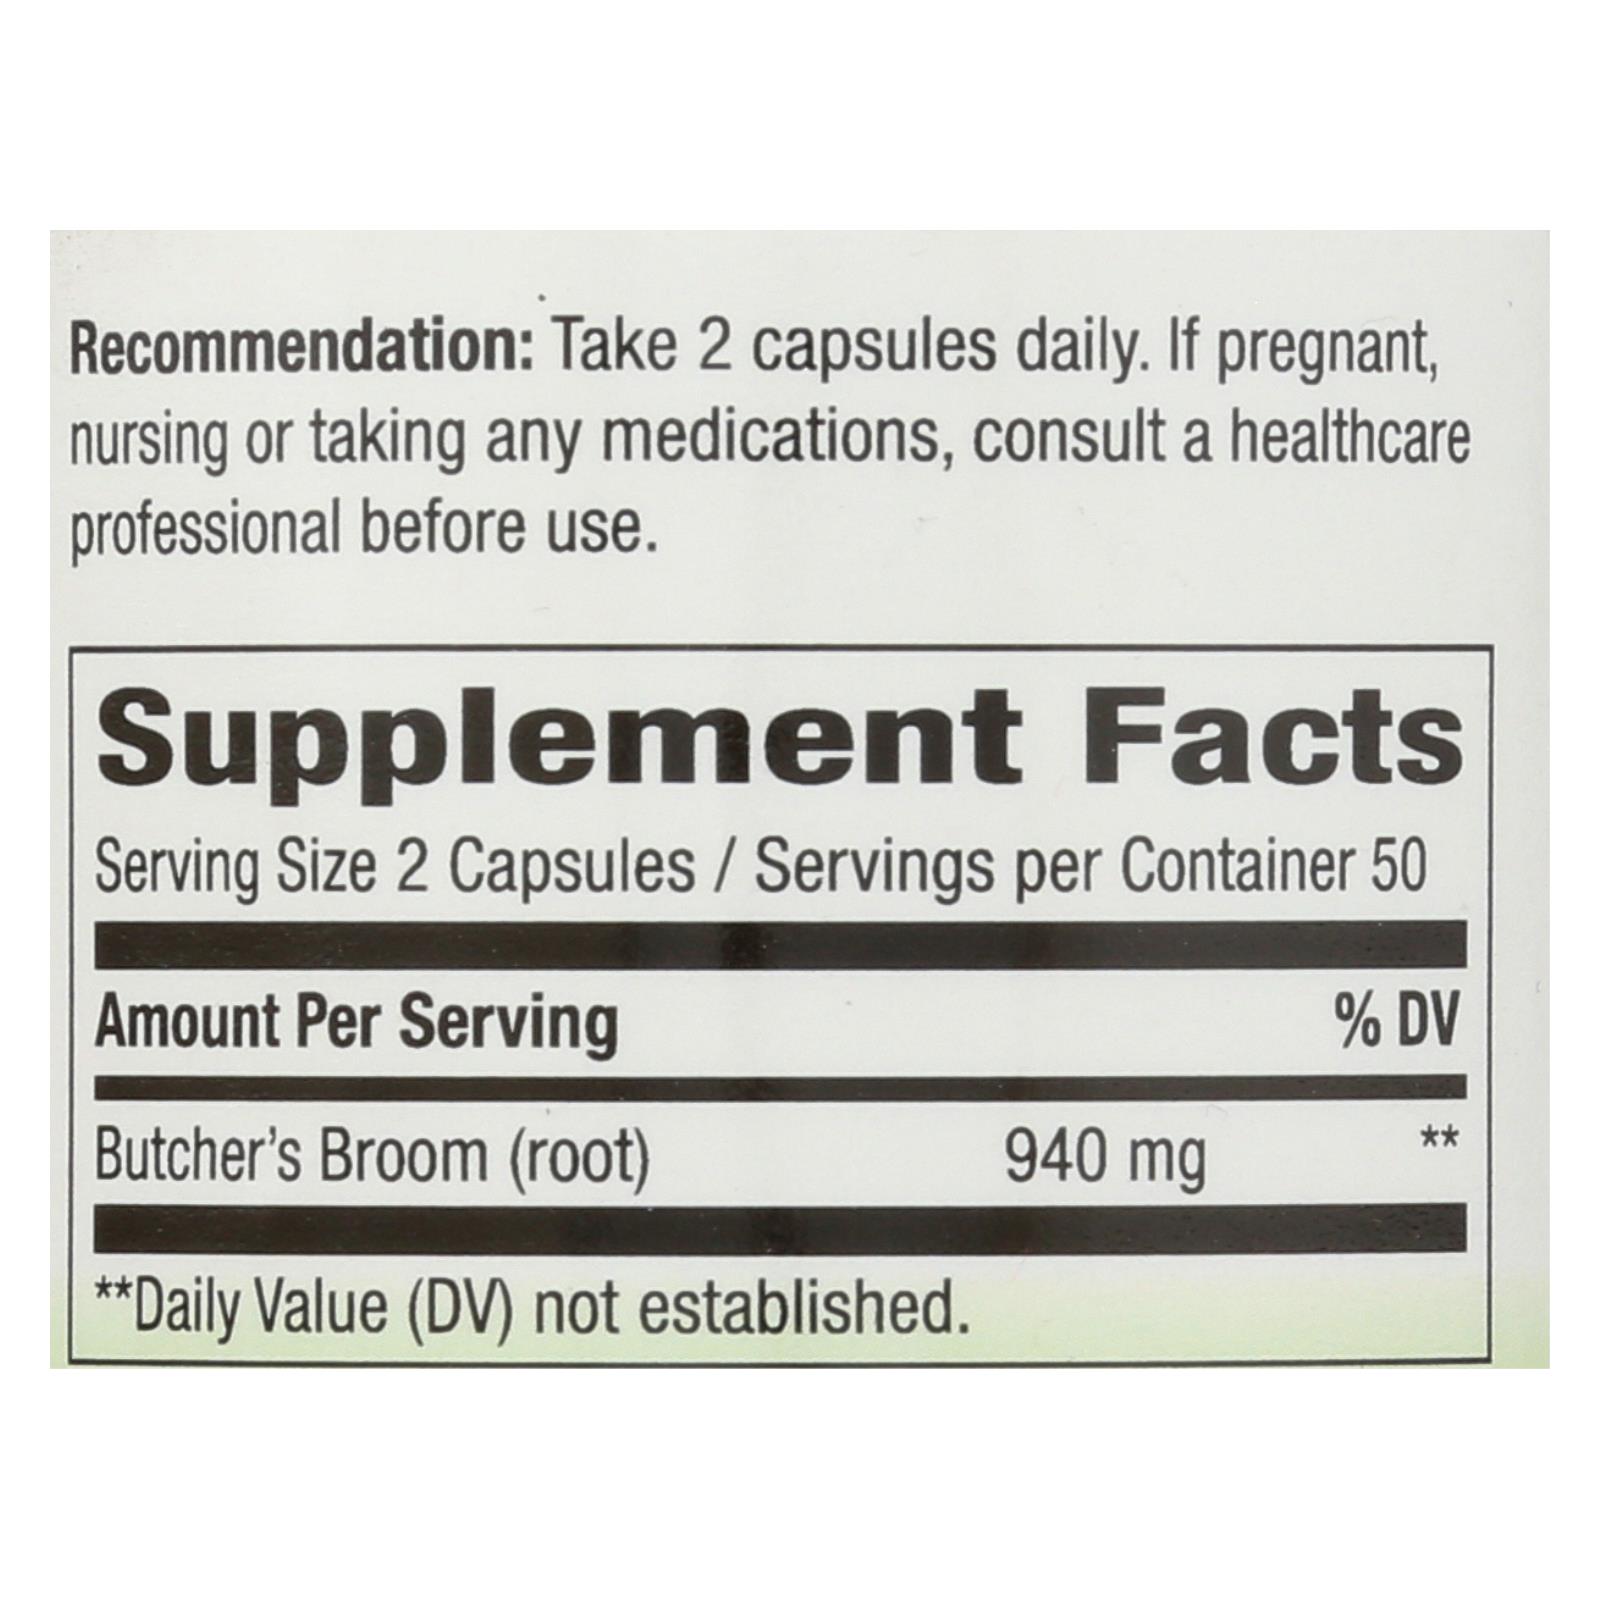 Recommendation: Take 2 capsules daily. If pregnant,
nursing or taking any medications, consult a healthcare
professional before use.
Supplement Facts
Serving Size 2 Capsules / Servings per Container 50
Amount Per Serving % DV
Butcher’s Broom (root) 940 mg **
**Daily Value (DV) not established.